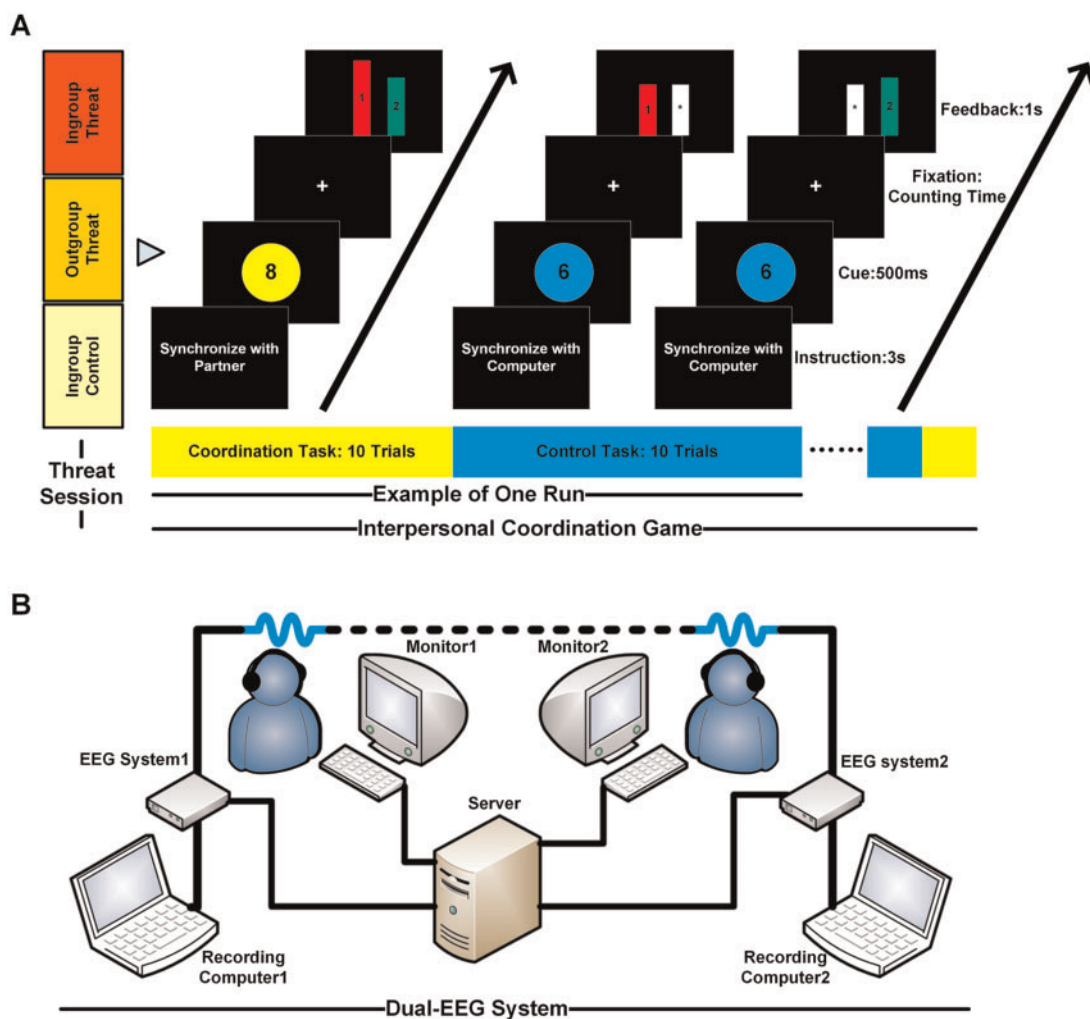 A
Ingroup
Threat
Outgroup
Threat
Ingroup
Control
Threat
Session
1
2
+
8
Synchronize with
Partner
1
*
+
6
Synchronize with
Computer
*
2
+
6
Synchronize with
Computer
Feedback:1s
Fixation:
Counting Time
Cue:500ms
Instruction:3s
Coordination Task: 10 Trials
Control Task: 10 Trials
Example of One Run
Interpersonal Coordination Game
B
Monitor1
Monitor2
EEG System1
EEG system2
Server
Recording
Computer1
Recording
Computer2
Dual-EEG System